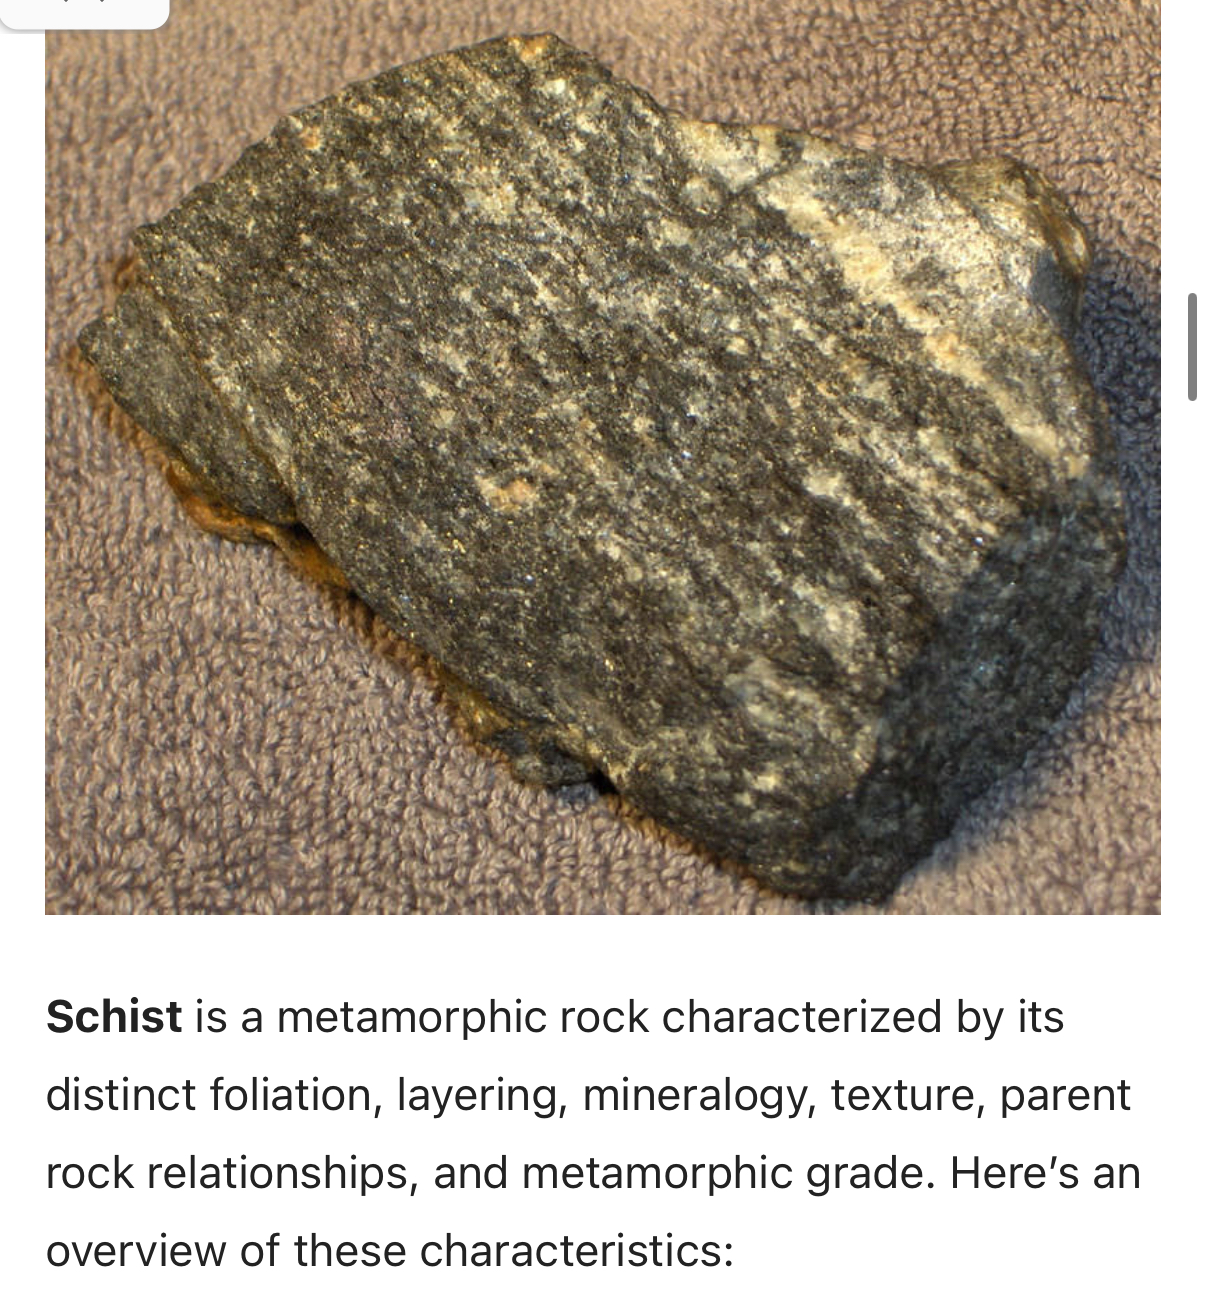 Schist is a metamorphic rock characterized by its
distinct foliation, layering, mineralogy, texture, parent
rock relationships, and metamorphic grade. Here’s an
overview of these characteristics: